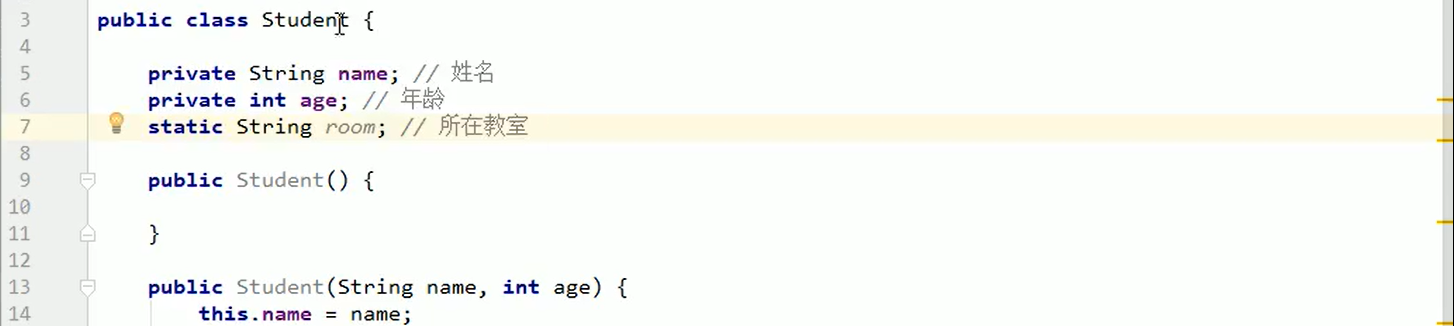 3 public class Student {
4
5 private String name; // 姓名
6 private int age; // 年龄
7 static String room; // 所在教室
8
9 public Student() {
10
11 }
12
13 public Student(String name, int age) {
14 this.name = name;